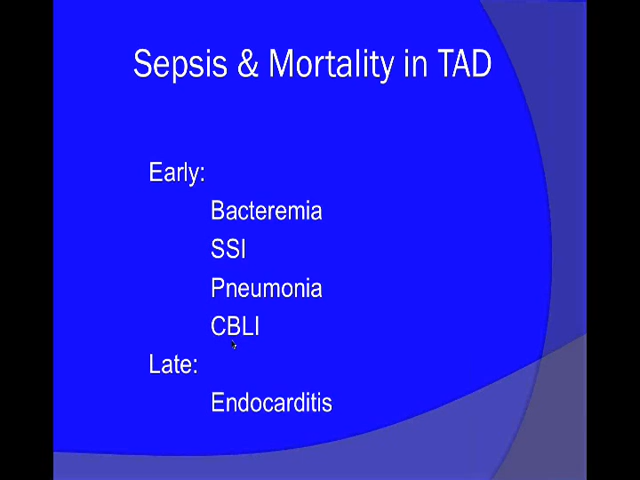 Sepsis & Mortality in TAD
Early:
Bacteremia
SSI
Pneumonia
CBLI
Late:
Endocarditis